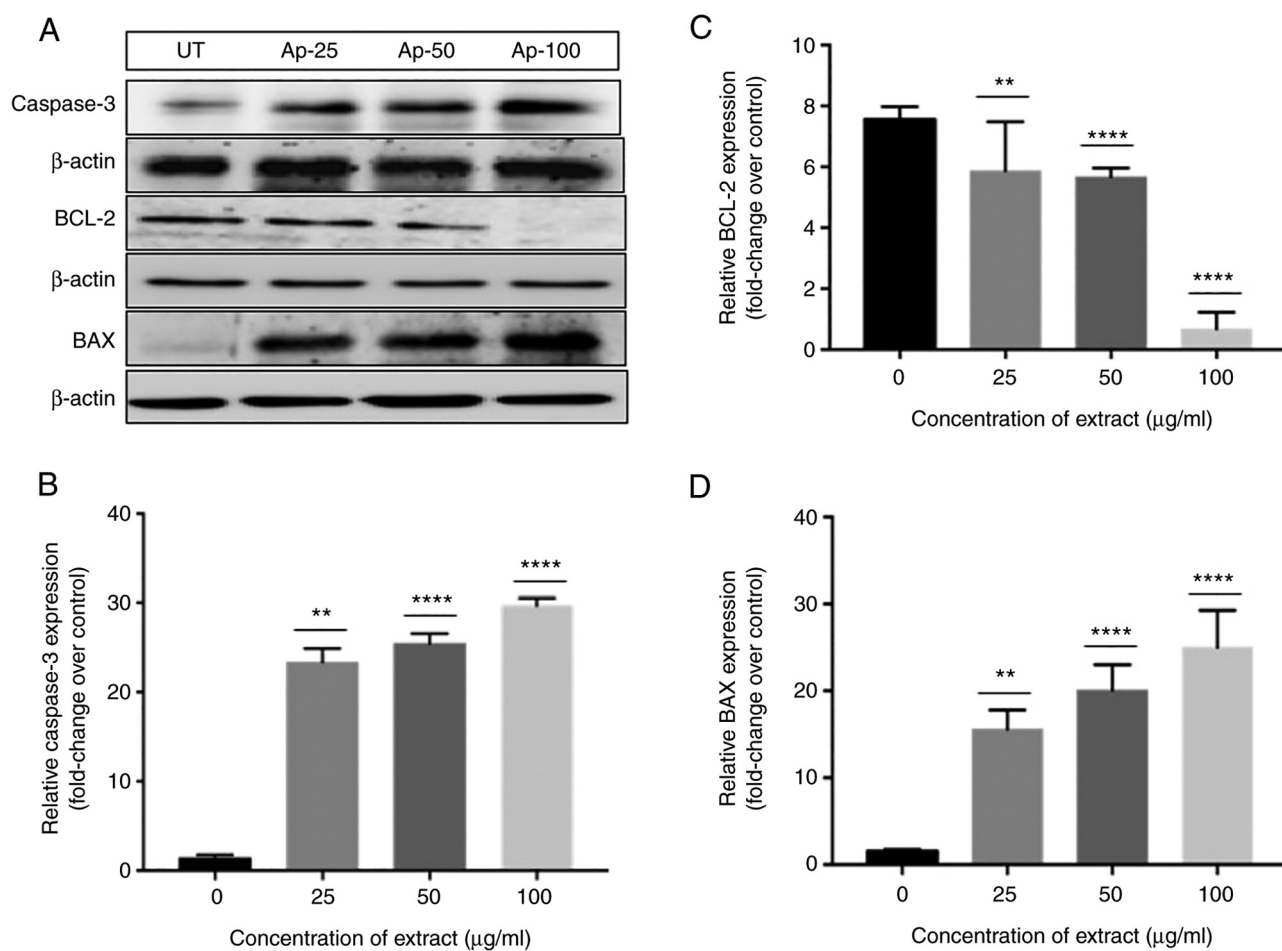 A
UT Ap-25 Ap-50 Ap-100
Caspase-3
β-actin
BCL-2
β-actin
BAX
β-actin
B
Relative caspase-3 expression
(fold-change over control)
40
30
20
10
0
**
****
****
0 25 50 100
Concentration of extract (μg/ml)
C
Relative BCL-2 expression
(fold-change over control)
10
8
6
4
2
0
**
****
****
0 25 50 100
Concentration of extract (μg/ml)
D
Relative BAX expression
(fold-change over control)
40
30
20
10
0
**
****
****
0 25 50 100
Concentration of extract (μg/ml)